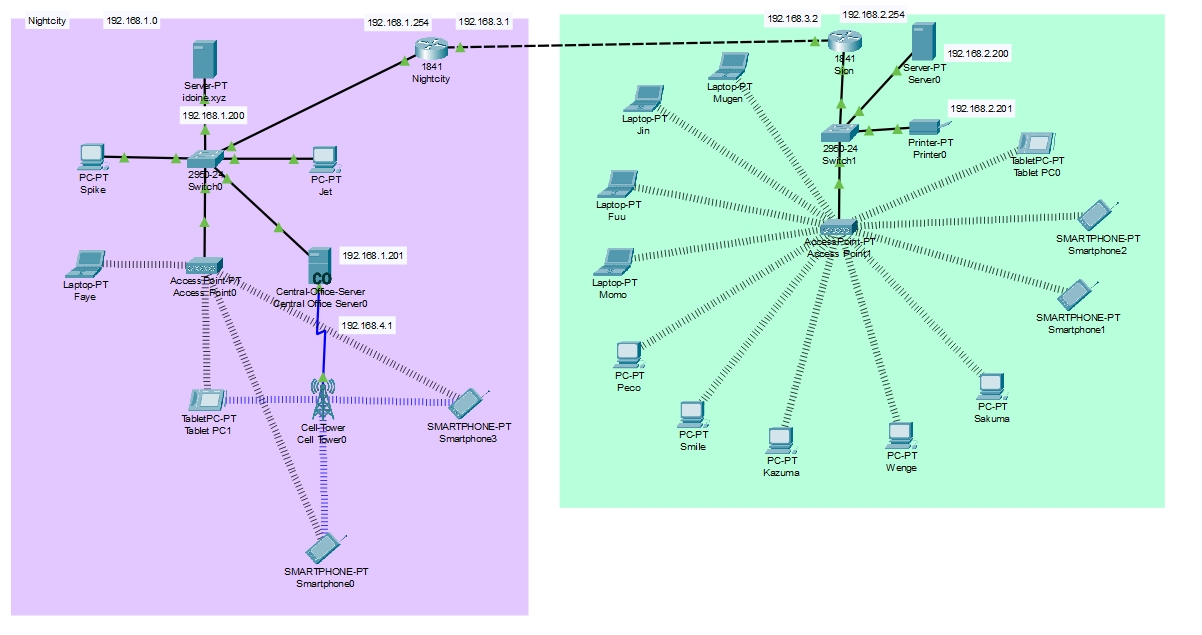 Nightcity
192.168.1.0
192.168.1.254
192.168.3.1
1841
Nightcity
Server-PT
idoine.xyz
192.168.1.200
PC-PT
Spike
2950-24
Switch0
PC-PT
Jet
Laptop-PT
Faye
AccessPoint-PT
Access Point0
192.168.1.201
CO
Central-Office-Server
Central Office Server0
192.168.4.1
TabletPC-PT
Tablet PC1
Cell-Tower
Cell Tower0
SMARTPHONE-PT
Smartphone3
SMARTPHONE-PT
Smartphone0
192.168.3.2
192.168.2.254
1841
Sion
Server-PT
Server0
192.168.2.200
Laptop-PT
Mugen
Laptop-PT
Jin
192.168.2.201
2950-24
Switch1
Printer-PT
Printer0
TabletPC-PT
Tablet PC0
Laptop-PT
Fuu
AccessPoint-PT
Access Point1
SMARTPHONE-PT
Smartphone2
Laptop-PT
Momo
SMARTPHONE-PT
Smartphone1
PC-PT
Peco
PC-PT
Smile
PC-PT
Kazuma
PC-PT
Wenge
PC-PT
Sakuma